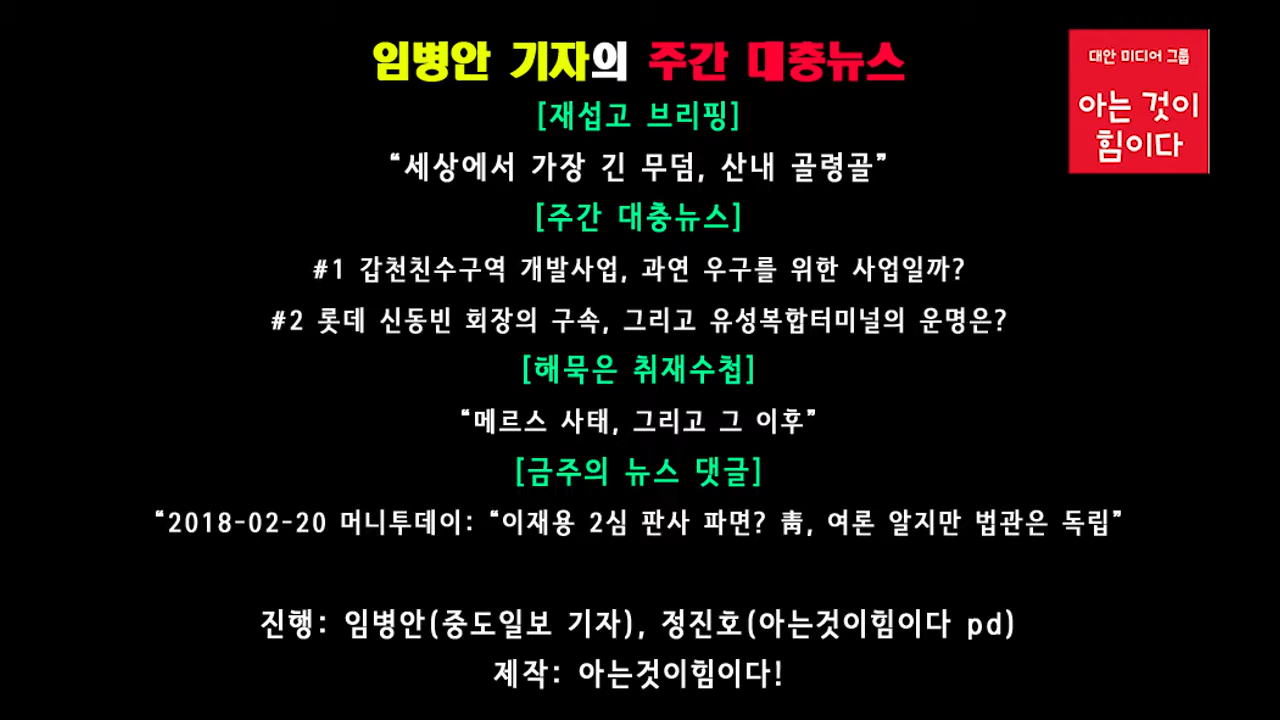 임병안 기자의 주간 대충뉴스
대안 미디어 그룹
아는 것이
힘이다
[재섭고 브리핑]
“세상에서 가장 긴 무덤, 산내 골령골”
[주간 대충뉴스]
#1 갑천친수구역 개발사업, 과연 우구를 위한 사업일까?
#2 롯데 신동빈 회장의 구속, 그리고 유성복합터미널의 운명은?
[해묵은 취재수첩]
“메르스 사태, 그리고 그 이후”
[금주의 뉴스 댓글]
“2018-02-20 머니투데이: “이재용 2심 판사 파면? 靑, 여론 알지만 법관은 독립”
진행: 임병안(중도일보 기자), 정진호(아는것이힘이다 pd)
제작: 아는것이힘이다!